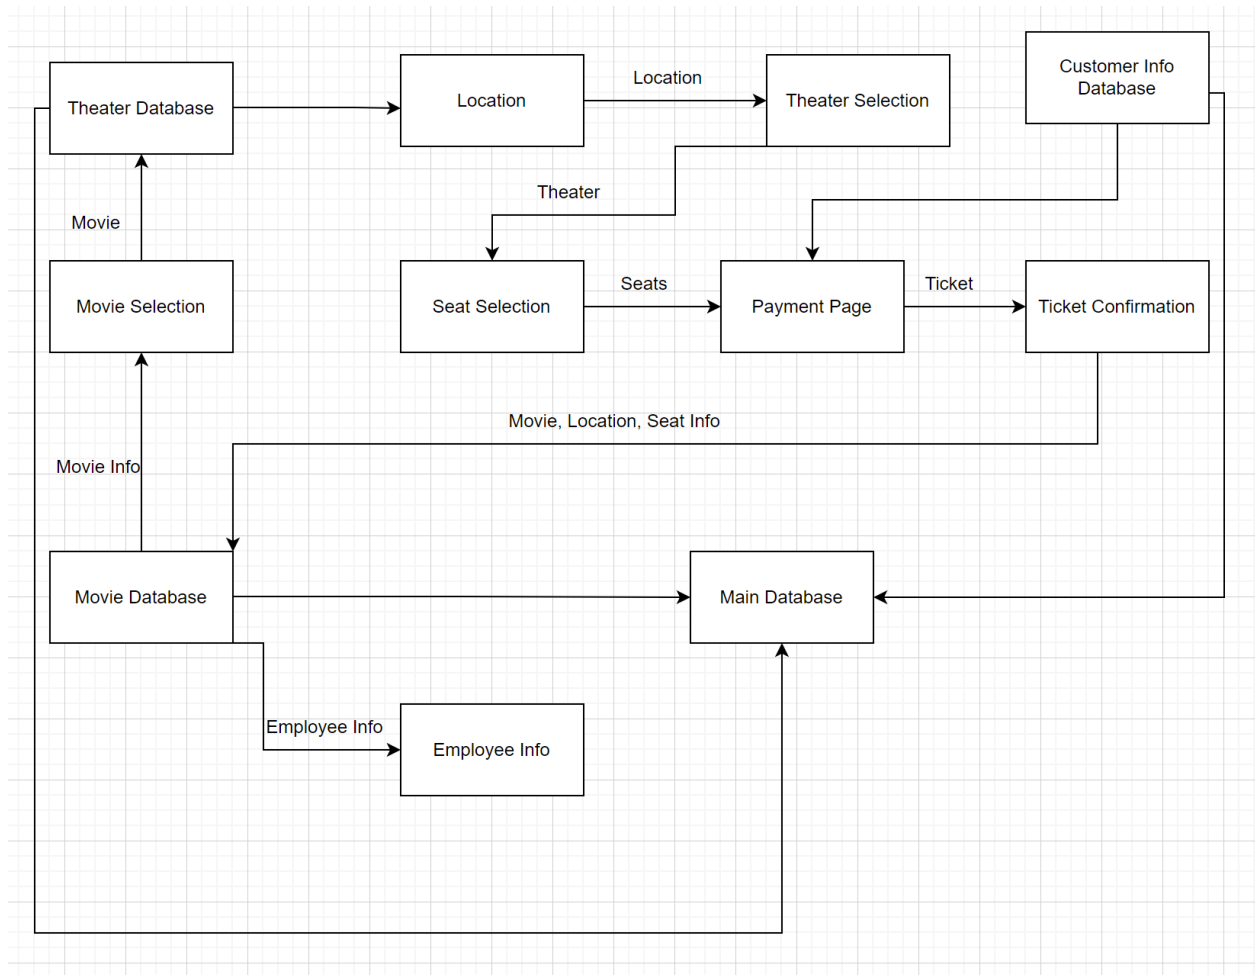 Customer Info
Database
Theater Database
Location
Location
Theater Selection
Theater
Movie
Movie Selection
Seat Selection
Seats
Payment Page
Ticket
Ticket Confirmation
Movie, Location, Seat Info
Movie Info
Movie Database
Main Database
Employee Info
Employee Info